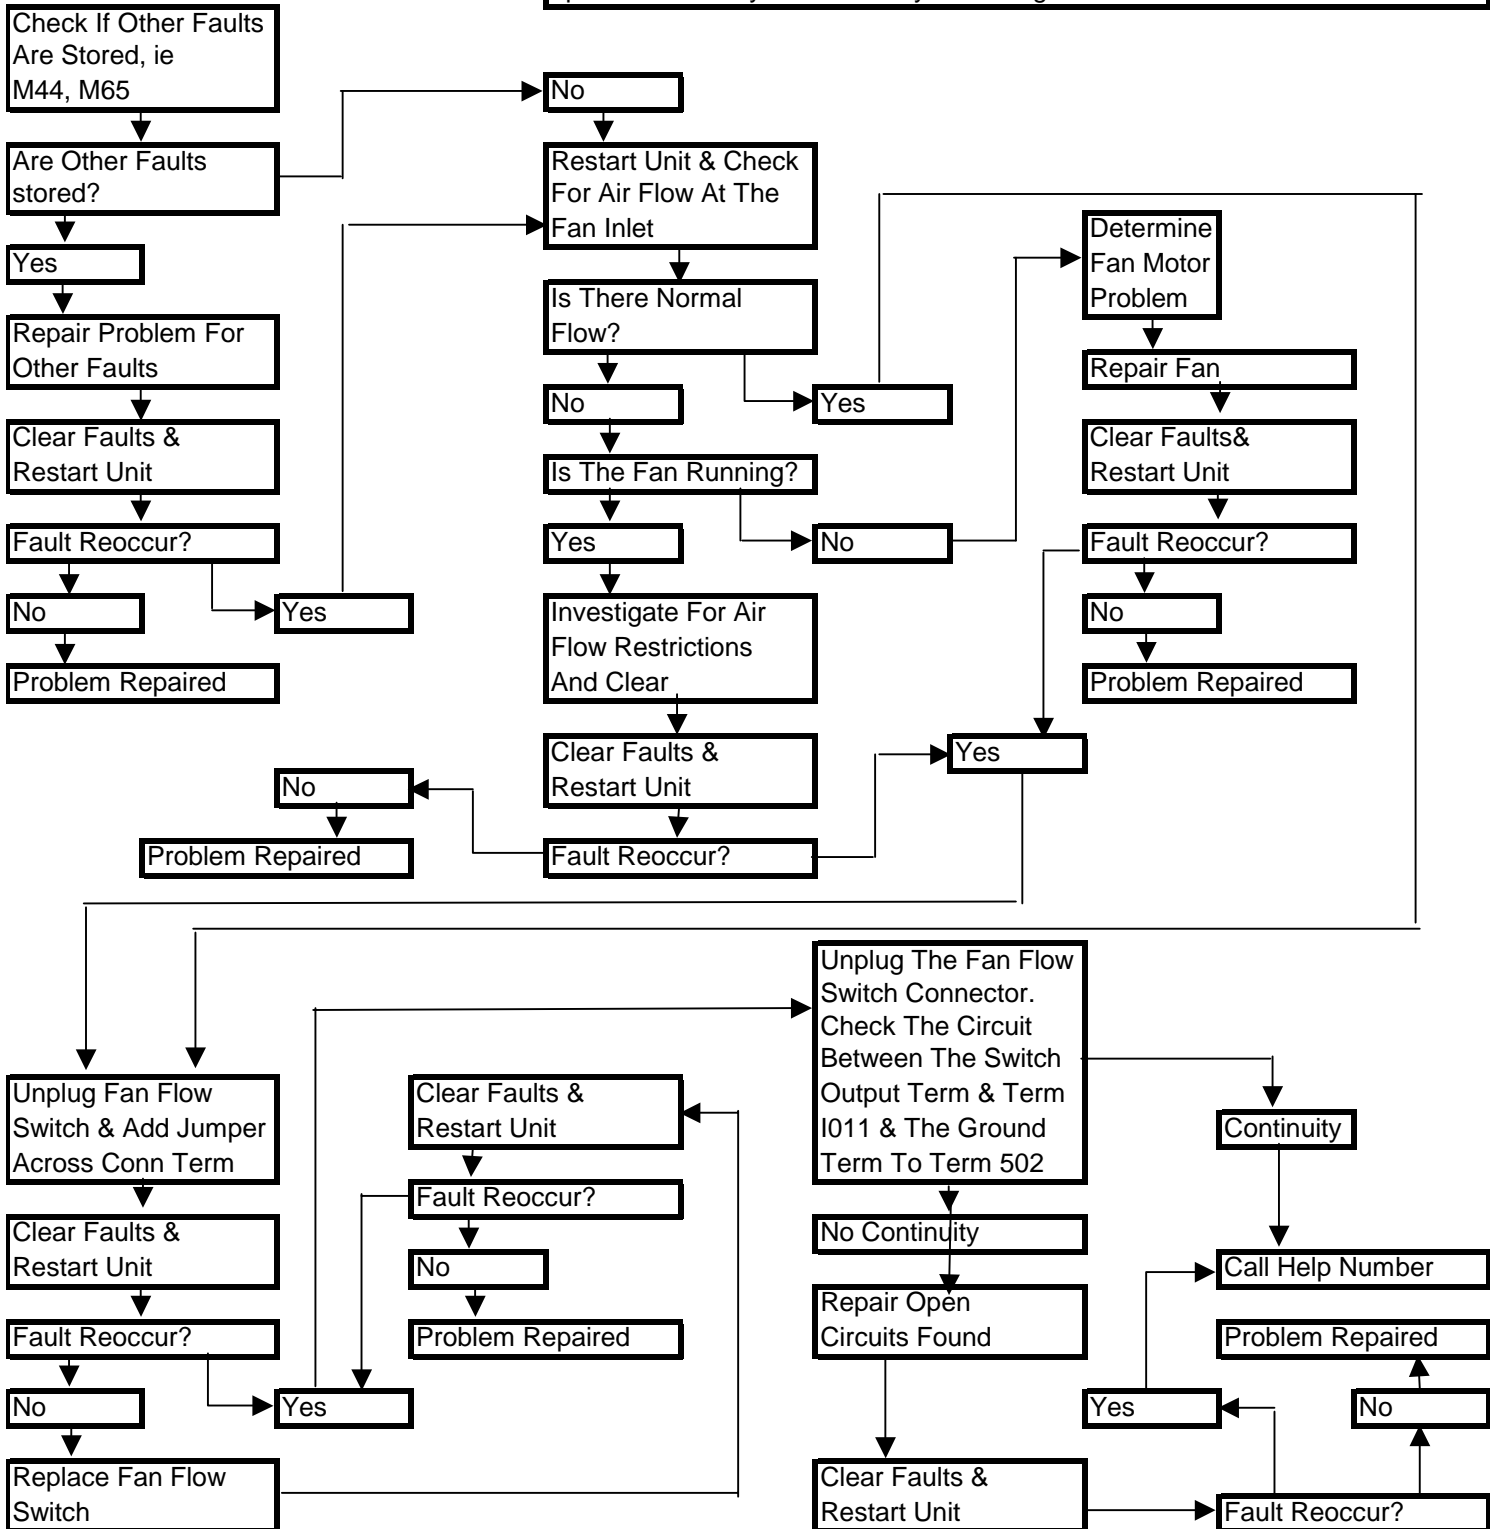 Check If Other Faults
Are Stored, ie
M44, M65
Are Other Faults
stored?
Yes
Repair Problem For
Other Faults
Clear Faults &
Restart Unit
Fault Reoccur?
No
Yes
Problem Repaired
No
Restart Unit & Check
For Air Flow At The
Fan Inlet
Is There Normal
Flow?
No
Yes
Is The Fan Running?
Yes
No
Investigate For Air
Flow Restrictions
And Clear
Clear Faults &
Restart Unit
Fault Reoccur?
No
Problem Repaired
Determine
Fan Motor
Problem
Repair Fan
Clear Faults&
Restart Unit
Fault Reoccur?
No
Problem Repaired
Yes
Unplug Fan Flow
Switch & Add Jumper
Across Conn Term
Clear Faults &
Restart Unit
Fault Reoccur?
No
Yes
Replace Fan Flow
Switch
Clear Faults &
Restart Unit
Fault Reoccur?
No
Problem Repaired
Unplug The Fan Flow
Switch Connector.
Check The Circuit
Between The Switch
Output Term & Term
I011 & The Ground
Term To Term 502
No Continuity
Repair Open
Circuits Found
Clear Faults &
Restart Unit
Continuity
Call Help Number
Problem Repaired
Yes
No
Fault Reoccur?